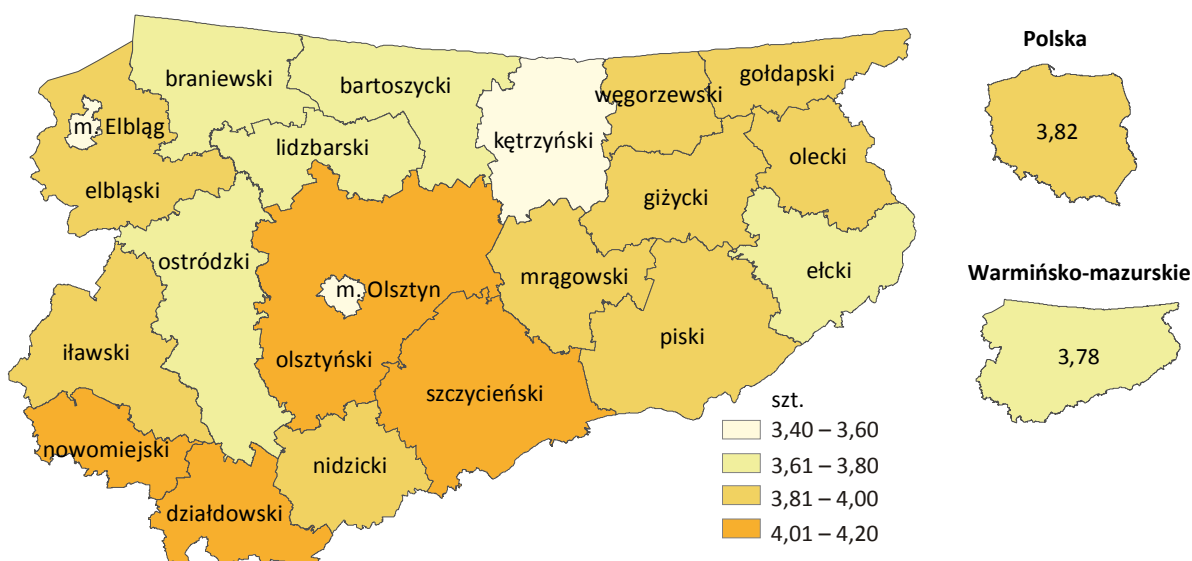 Polska
gołdapski
braniewski
bartoszycki
węgorzewski
m. Elbląg
3,82
kętrzyński
lidzbarski
olecki
elbląski
giżycki
ostródzki
ełcki
mrągowski
Warmińsko-mazurskie
m. Olsztyn
piski
iławski
olsztyński
3,78
szczycieński
szt.
3,40 – 3,60
nowomiejski
nidzicki
3,61 – 3,80
3,81 – 4,00
działdowski
4,01 – 4,20